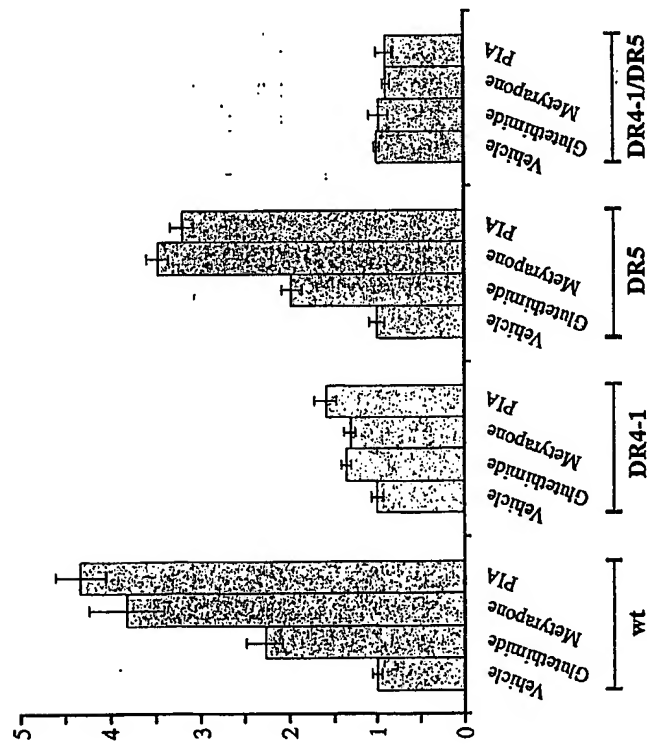 5
4
3
2
1
0
Vehicle
Glutethimide
Metyrapone
PIA
wt
Vehicle
Glutethimide
Metyrapone
PIA
DR4-1
Vehicle
Glutethimide
Metyrapone
PIA
DR5
Vehicle
Glutethimide
Metyrapone
PIA
DR4-1/DR5